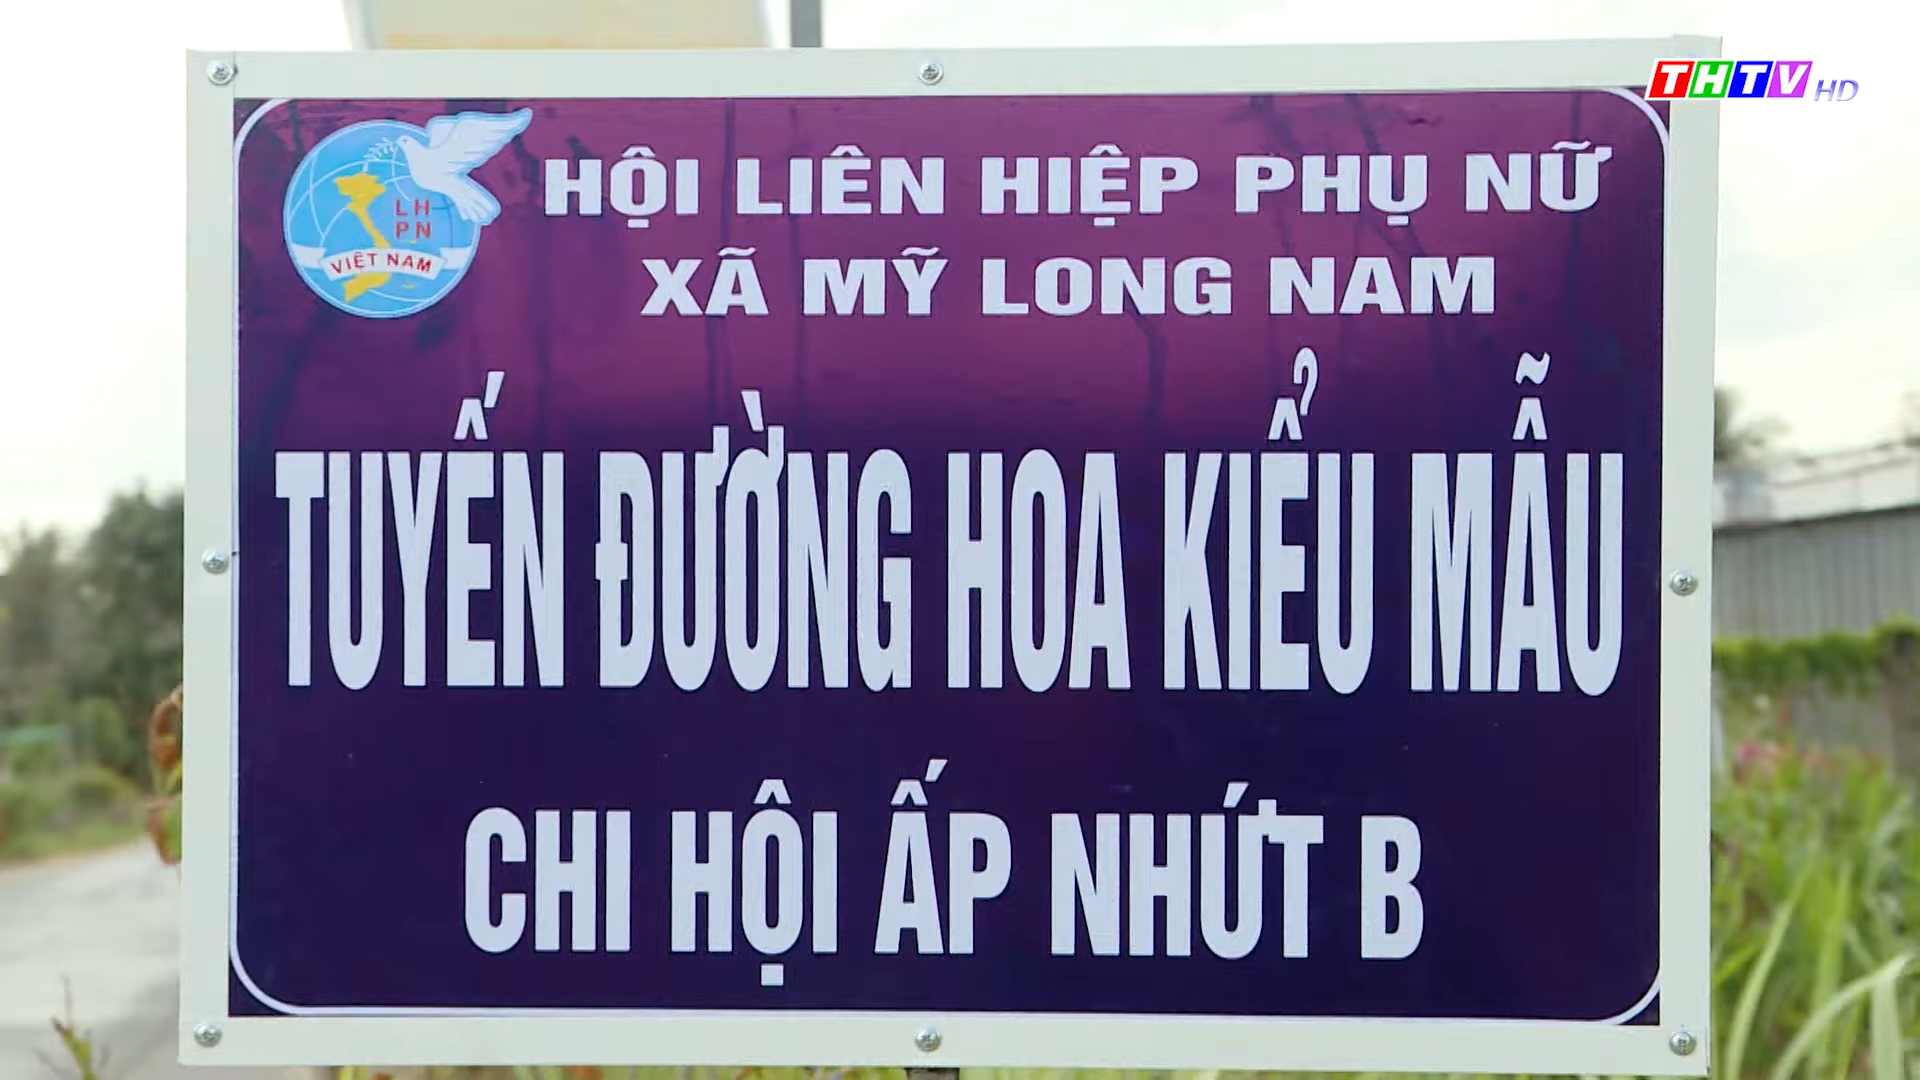 THTV HD
HỘI LIÊN HIỆP PHỤ NỮ
XÃ MỸ LONG NAM
LH
PN
VIỆT NAM
TUYẾN ĐƯỜNG HOA KIỂU MẪU
CHI HỘI ẤP NHỨT B